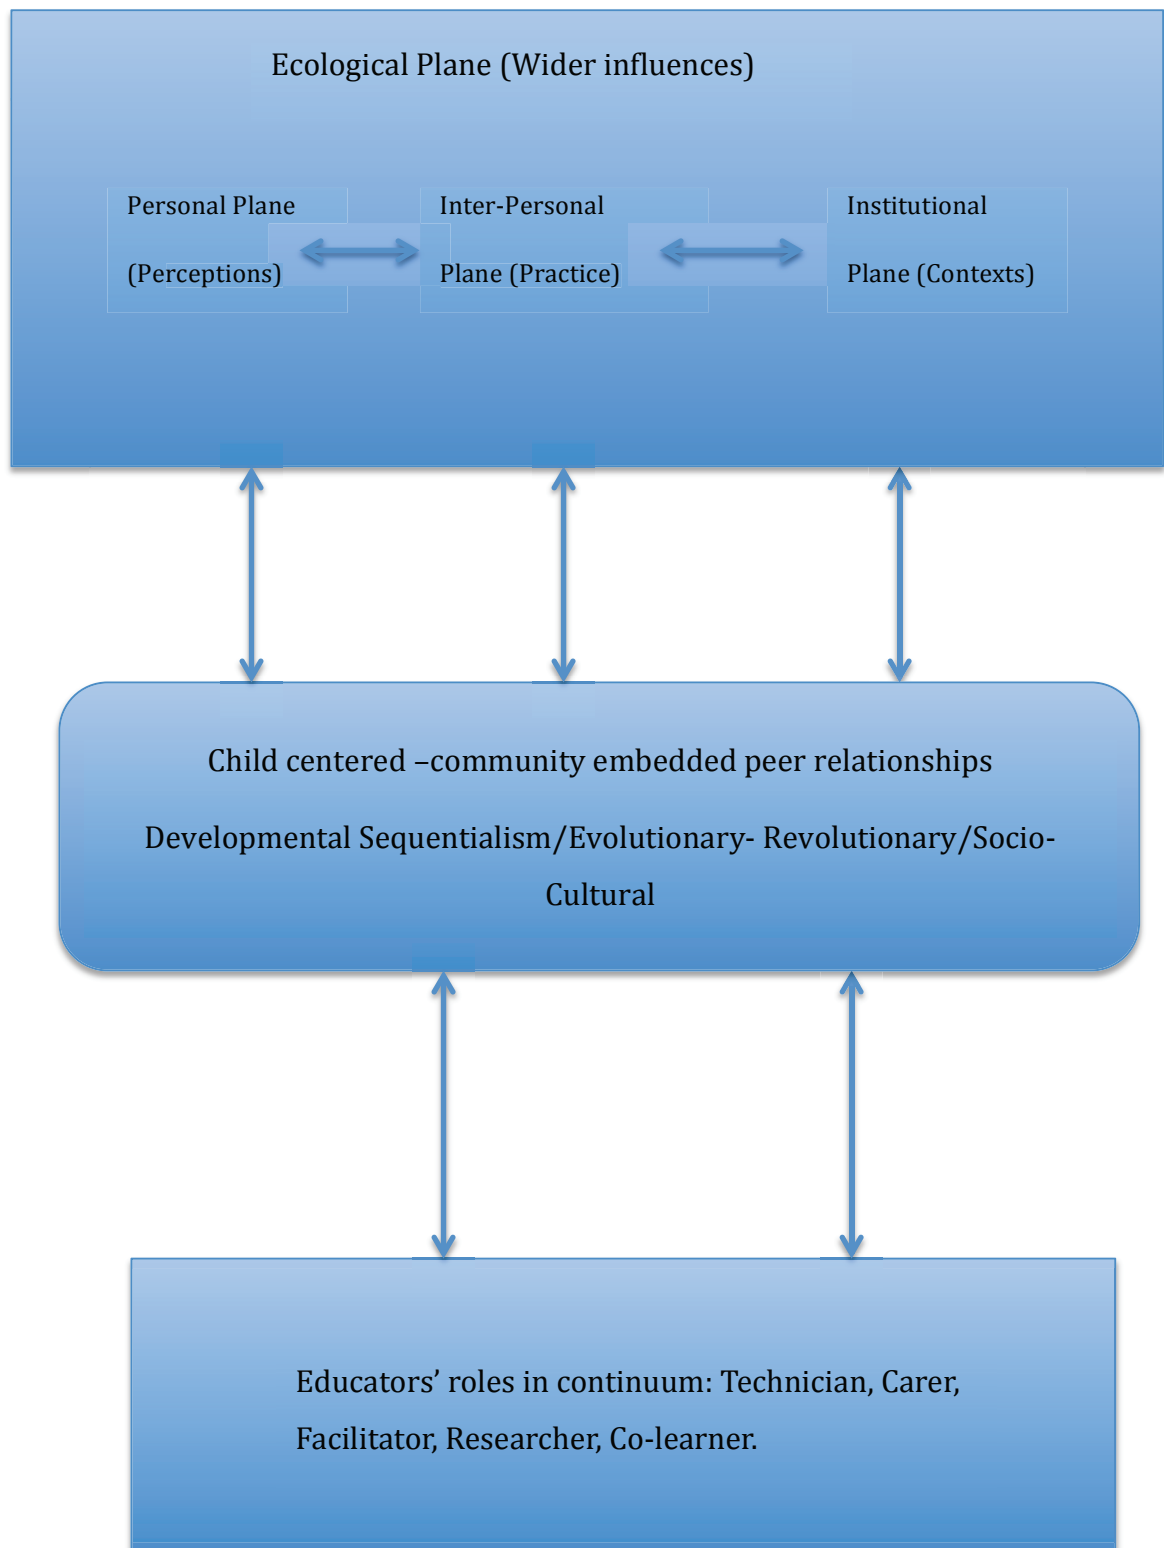 Ecological Plane (Wider influences)
Personal Plane
(Perceptions)
Inter-Personal
Plane (Practice)
Institutional
Plane (Contexts)
Child centered –community embedded peer relationships
Developmental Sequentialism/Evolutionary- Revolutionary/Socio-
Cultural
Educators’ roles in continuum: Technician, Carer,
Facilitator, Researcher, Co-learner.